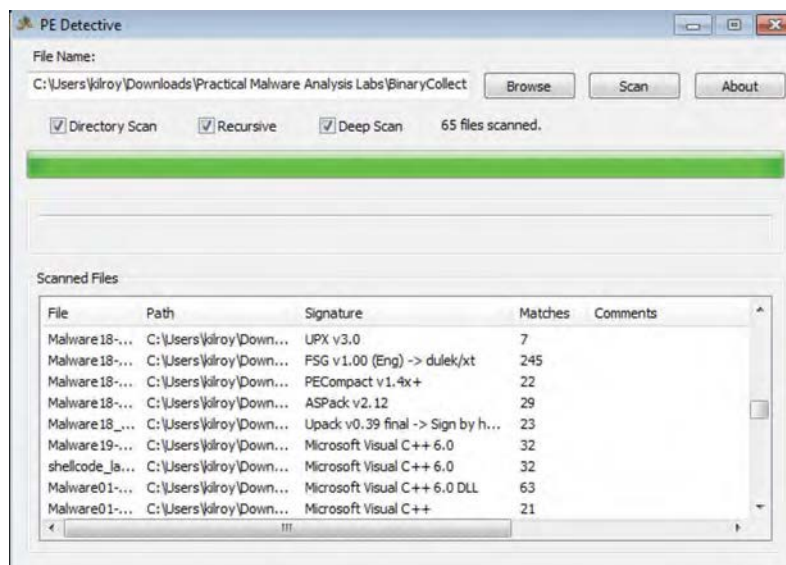 PE Detective
File Name:
C:\Users\kilroy\Downloads\Practical Malware Analysis Labs\BinaryCollect Browse Scan About
Directory Scan Recursive Deep Scan 65 files scanned.
Scanned Files
File Path Signature Matches Comments
Malware18-... C:\Users\kilroy\Down... UPX v3.0 7
Malware18-... C:\Users\kilroy\Down... FSG v1.00 (Eng) -> dulek/xt 245
Malware18-... C:\Users\kilroy\Down... PECompact v1.4x+ 22
Malware18-... C:\Users\kilroy\Down... ASPack v2.12 29
Malware18_... C:\Users\kilroy\Down... Upack v0.39 final -> Sign by h... 23
Malware19-... C:\Users\kilroy\Down... Microsoft Visual C++ 6.0 32
shellcode_la... C:\Users\kilroy\Down... Microsoft Visual C++ 6.0 32
Malware01-... C:\Users\kilroy\Down... Microsoft Visual C++ 6.0 DLL 63
Malware01-... C:\Users\kilroy\Down... Microsoft Visual C++ 21